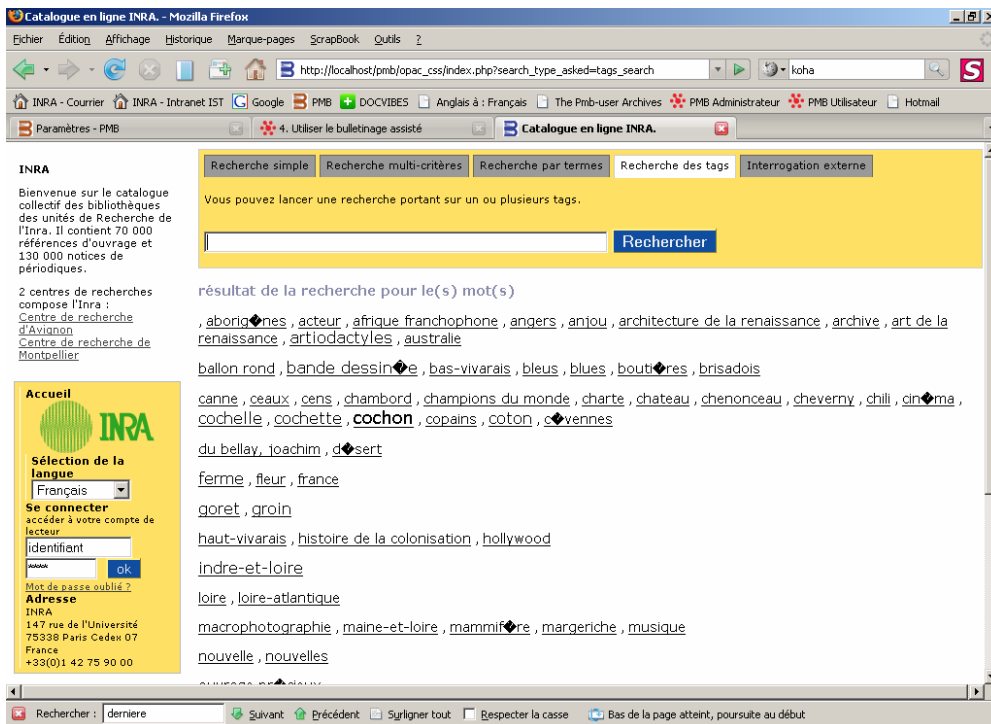 Catalogue en ligne INRA. - Mozilla Firefox
Fichier Édition Affichage Historique Marque-pages ScrapBook Outils ?
http://localhost/pmb/opac_css/index.php?search_type_asked=tags_search
koha
INRA - Courrier INRA - Intranet IST Google PMB DOCVIBES Anglais à : Français The Pmb-user Archives PMB Administrateur PMB Utilisateur Hotmail
Paramètres - PMB 4. Utiliser le bulletinage assisté Catalogue en ligne INRA.
INRA
Bienvenue sur le catalogue
collectif des bibliothèques
des unités de Recherche de
l'Inra. Il contient 70 000
références d'ouvrage et
130 000 notices de
périodiques.
2 centres de recherches
compose l'Inra :
Centre de recherche
d'Avignon
Centre de recherche de
Montpellier
Accueil
INRA
Sélection de la
langue
Français
Se connecter
accéder à votre compte de
lecteur
identifiant
**** ok
Mot de passe oublié ?
Adresse
INRA
147 rue de l'Université
75338 Paris Cedex 07
France
+33(0)1 42 75 90 00
Recherche simple Recherche multi-critères Recherche par termes Recherche des tags Interrogation externe
Vous pouvez lancer une recherche portant sur un ou plusieurs tags.
Rechercher
résultat de la recherche pour le(s) mot(s)
, aborig�nes , acteur , afrique franchophone , angers , anjou , architecture de la renaissance , archive , art de la
renaissance , artiodactyles , australie
ballon rond , bande dessin�e , bas-vivarais , bleus , blues , bouti�res , brisadois
canne , ceaux , cens , chambord , champions du monde , charte , chateau , chenonceau , cheverny , chili , cin�ma ,
cochelle , cochette , cochon , copains , coton , c�vennes
du bellay, joachim , d�sert
ferme , fleur , france
goret , groin
haut-vivarais , histoire de la colonisation , hollywood
indre-et-loire
loire , loire-atlantique
macrophotographie , maine-et-loire , mammif�re , margeriche , musique
nouvelle , nouvelles
ouvrage pr�cieux
Rechercher : derniere Suivant Précédent Surligner tout Respecter la casse Bas de la page atteint, poursuite au début